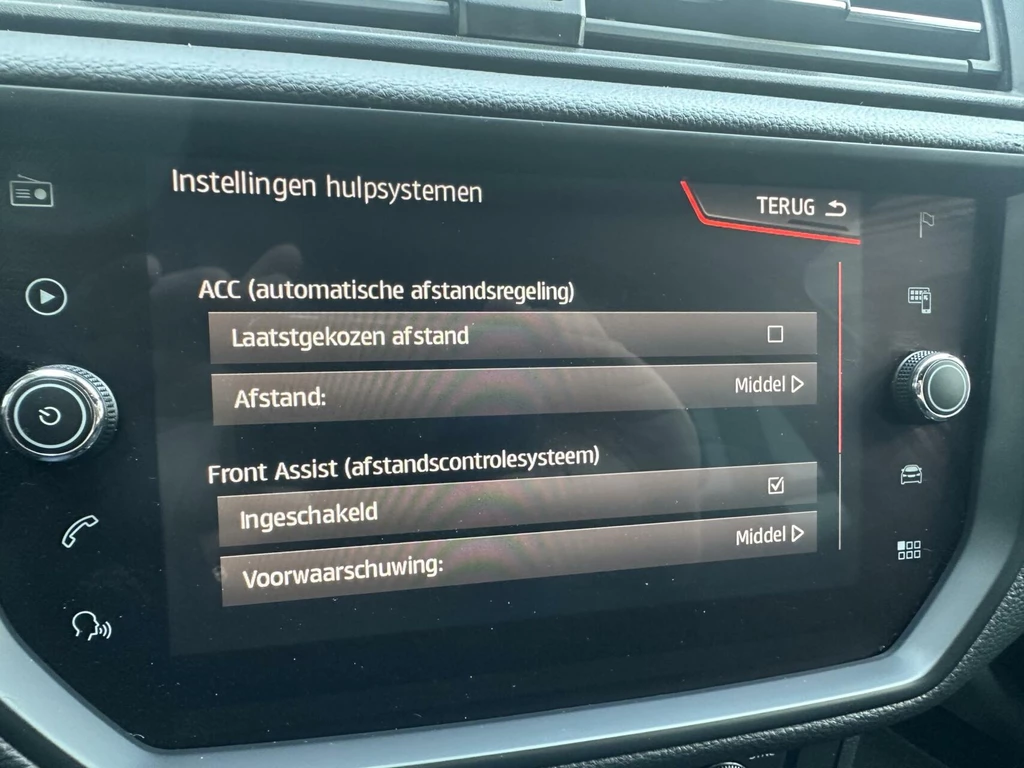 Instellingen hulpsystemen
TERUG
ACC (automatische afstandsregeling)
Laatstgekozen afstand
Afstand:
Middel
Front Assist (afstandscontrolesysteem)
Ingeschakeld
Voorwaarschuwing:
Middel